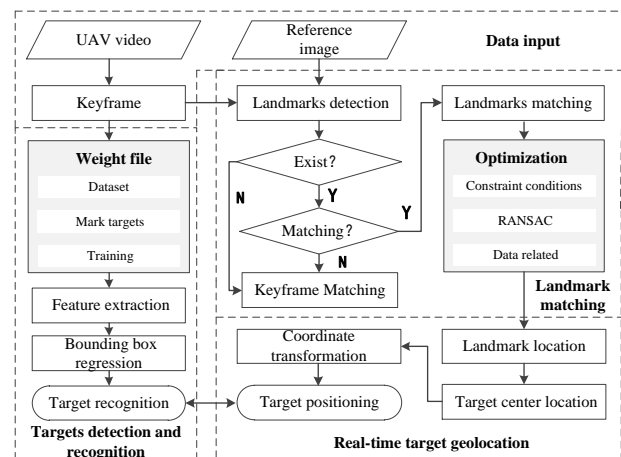 UAV video
Reference
image
Data input
Keyframe
Landmarks detection
Landmarks matching
Weight file
Dataset
Mark targets
Training
Exist?
N
Y
Matching?
Y
N
Keyframe Matching
Optimization
Constraint conditions
RANSAC
Data related
Landmark
matching
Feature extraction
Bounding box
regression
Target recognition
Targets detection and
recognition
Coordinate
transformation
Target positioning
Landmark location
Target center location
Real-time target geolocation